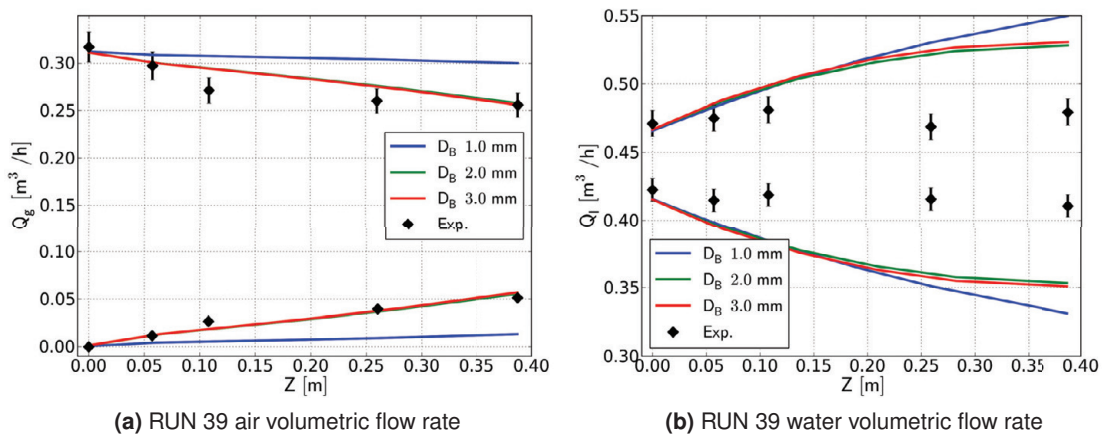 0.30
0.25
0.20
0.15
0.10
0.05
0.00
Q_g [m³ /h]
0.00 0.05 0.10 0.15 0.20 0.25 0.30 0.35 0.40
Z [m]
D_B 1.0 mm
D_B 2.0 mm
D_B 3.0 mm
Exp.
(a) RUN 39 air volumetric flow rate
0.55
0.50
0.45
0.40
0.35
0.30
Q_l [m³ /h]
0.00 0.05 0.10 0.15 0.20 0.25 0.30 0.35 0.40
Z [m]
D_B 1.0 mm
D_B 2.0 mm
D_B 3.0 mm
Exp.
(b) RUN 39 water volumetric flow rate